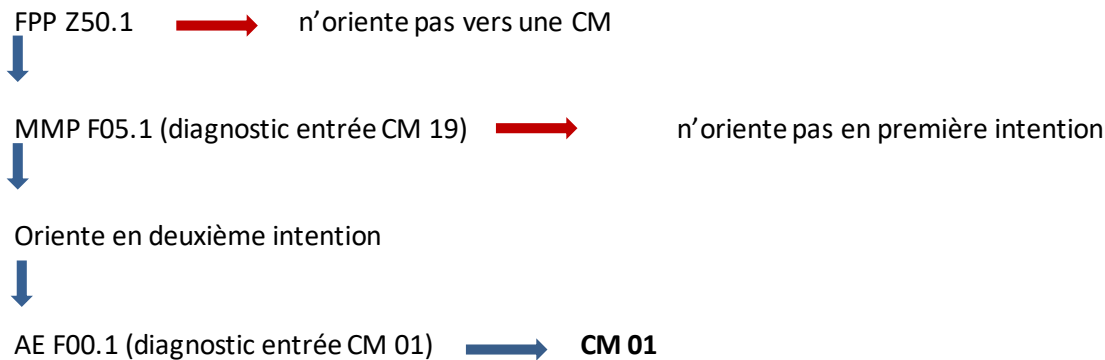 FPP Z50.1 n’oriente pas vers une CM
MMP F05.1 (diagnostic entrée CM 19) n’oriente pas en première intention
Oriente en deuxième intention
AE F00.1 (diagnostic entrée CM 01) CM 01